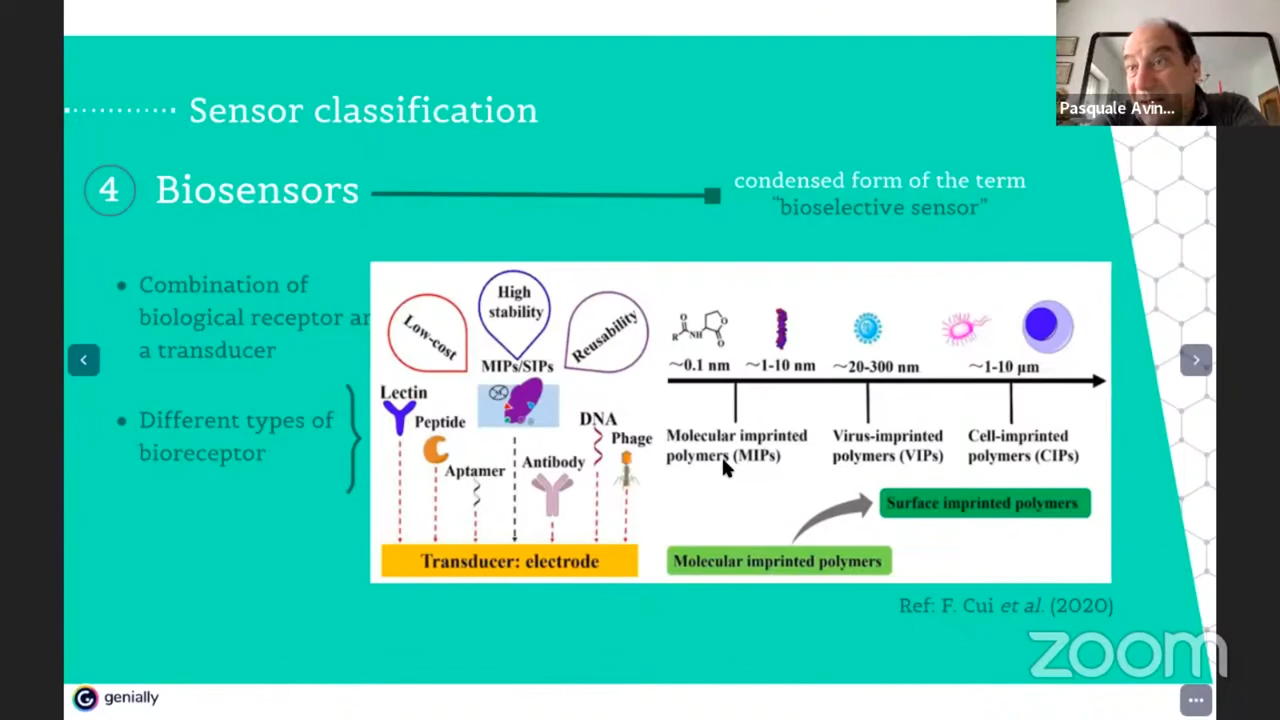 Sensor classification
Pasquale Avin...
4 Biosensors
condensed form of the term
"bioselective sensor"
• Combination of
biological receptor an
a transducer
• Different types of
bioreceptor
Low-cost
High
stability
Reusability
MIPs/SIPs
Lectin
Peptide
Aptamer
Antibody
DNA
Phage
Transducer: electrode
R
O
NH
O
O
~0.1 nm
~1-10 nm
~20-300 nm
~1-10 μm
Molecular imprinted
polymers (MIPs)
Virus-imprinted
polymers (VIPs)
Cell-imprinted
polymers (CIPs)
Surface imprinted polymers
Molecular imprinted polymers
Ref: F. Cui et al. (2020)
zoom
genially